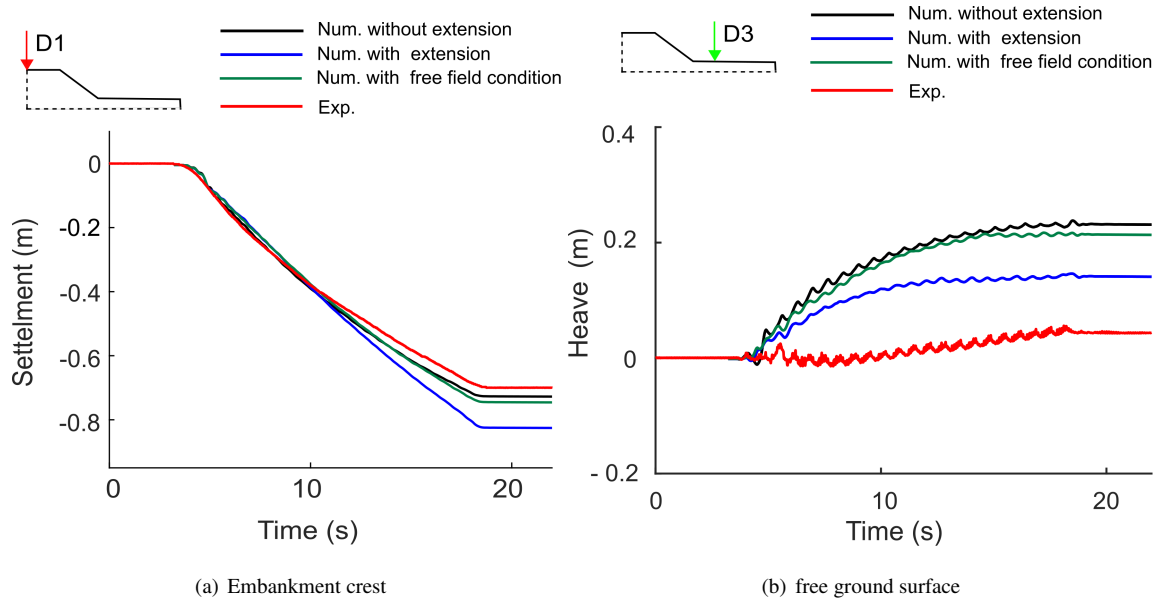 D1
Num. without extension
Num. with extension
Num. with free field condition
Exp.
0
-0.2
-0.4
-0.6
-0.8
Settelment (m)
0
10
20
Time (s)
(a) Embankment crest
D3
Num. without extension
Num. with extension
Num. with free field condition
Exp.
0.4
0.2
0
- 0.2
Heave (m)
0
10
20
Time (s)
(b) free ground surface